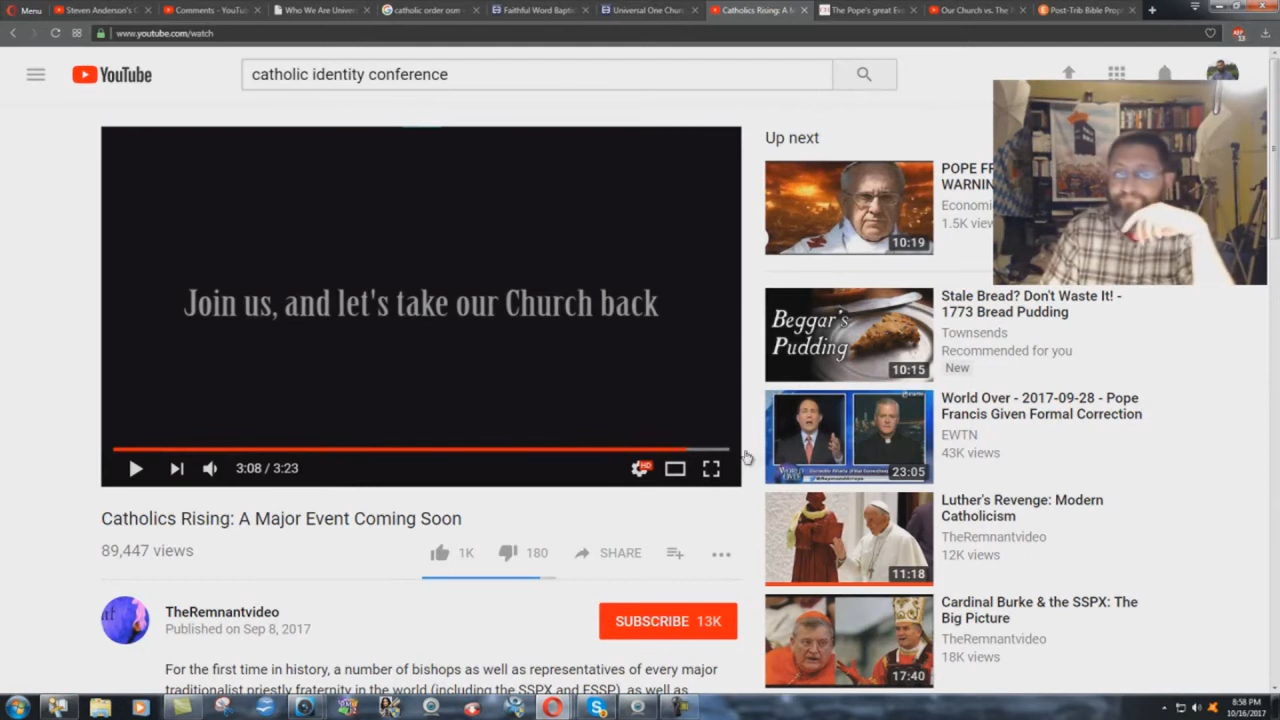 Menu
Steven Anderson's C
Comments - YouTu
Who We Are Univer
catholic order osm -
Faithful Word Bapti
Universal One Chur
Catholics Rising: A M
The Pope's great Ev
Our Church vs. The
Post-Trib Bible Prop
www.youtube.com/watch
YouTube
catholic identity conference
Join us, and let's take our Church back
3:08 / 3:23
HD
Catholics Rising: A Major Event Coming Soon
89,447 views
1K
180
SHARE
TheRemnantvideo
Published on Sep 8, 2017
SUBSCRIBE 13K
For the first time in history, a number of bishops as well as representatives of every major
traditionalist priestly fraternity in the world (including the SSPX and FSSP), as well as
Up next
POPE FR
WARNIN
Economi
1.5K view
10:19
Stale Bread? Don't Waste It! -
1773 Bread Pudding
Townsends
Recommended for you
New
Beggar's
Pudding
10:15
World Over - 2017-09-28 - Pope
Francis Given Formal Correction
EWTN
43K views
WORLD
OVER
23:05
Luther's Revenge: Modern
Catholicism
TheRemnantvideo
12K views
11:18
Cardinal Burke & the SSPX: The
Big Picture
TheRemnantvideo
18K views
17:40
8:58 PM
10/16/2017